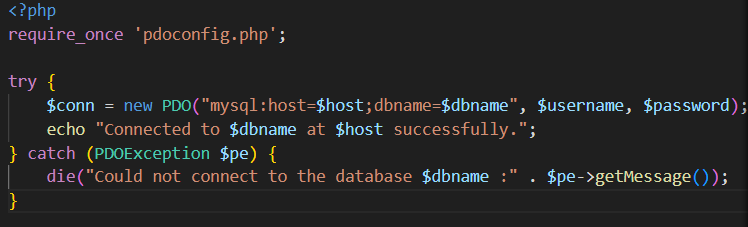 <?php
require_once 'pdoconfig.php';
try {
$conn = new PDO("mysql:host=$host;dbname=$dbname", $username, $password);
echo "Connected to $dbname at $host successfully.";
} catch (PDOException $pe) {
die("Could not connect to the database $dbname :" . $pe->getMessage());
}